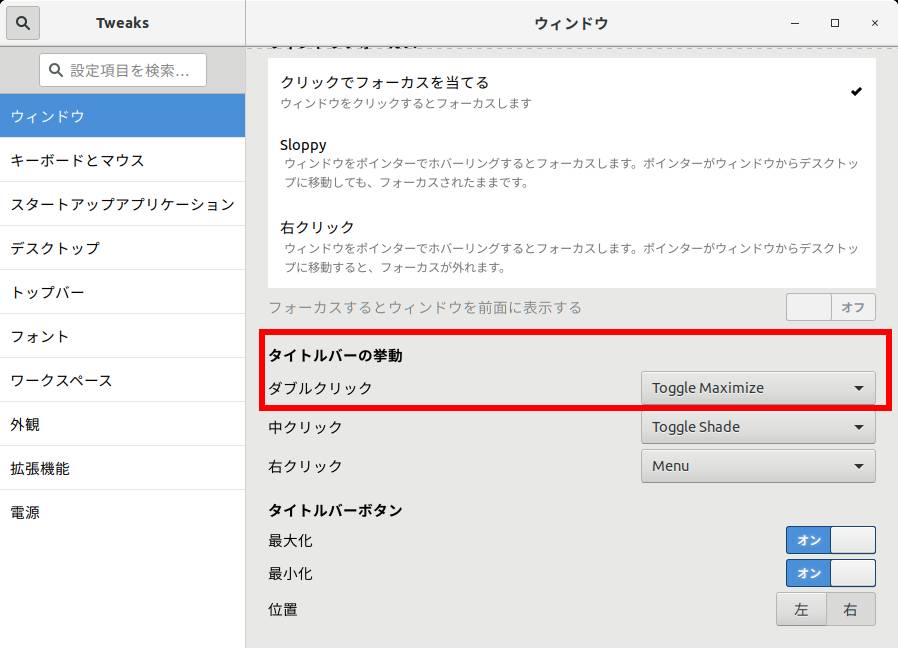 Tweaks
ウィンドウ
設定項目を検索…
ウィンドウ
キーボードとマウス
スタートアップアプリケーション
デスクトップ
トップバー
フォント
ワークスペース
外観
拡張機能
電源
クリックでフォーカスを当てる
ウィンドウをクリックするとフォーカスします
Sloppy
ウィンドウをポインターでホバーリングするとフォーカスします。ポインターがウィンドウからデスクトッ
プに移動しても、フォーカスされたままです。
右クリック
ウィンドウをポインターでホバーリングするとフォーカスします。ポインターがウィンドウからデスクトッ
プに移動すると、フォーカスが外れます。
フォーカスするとウィンドウを前面に表示する
オフ
タイトルバーの挙動
ダブルクリック
Toggle Maximize
中クリック
Toggle Shade
右クリック
Menu
タイトルバーボタン
最大化
オン
最小化
オン
位置
左
右